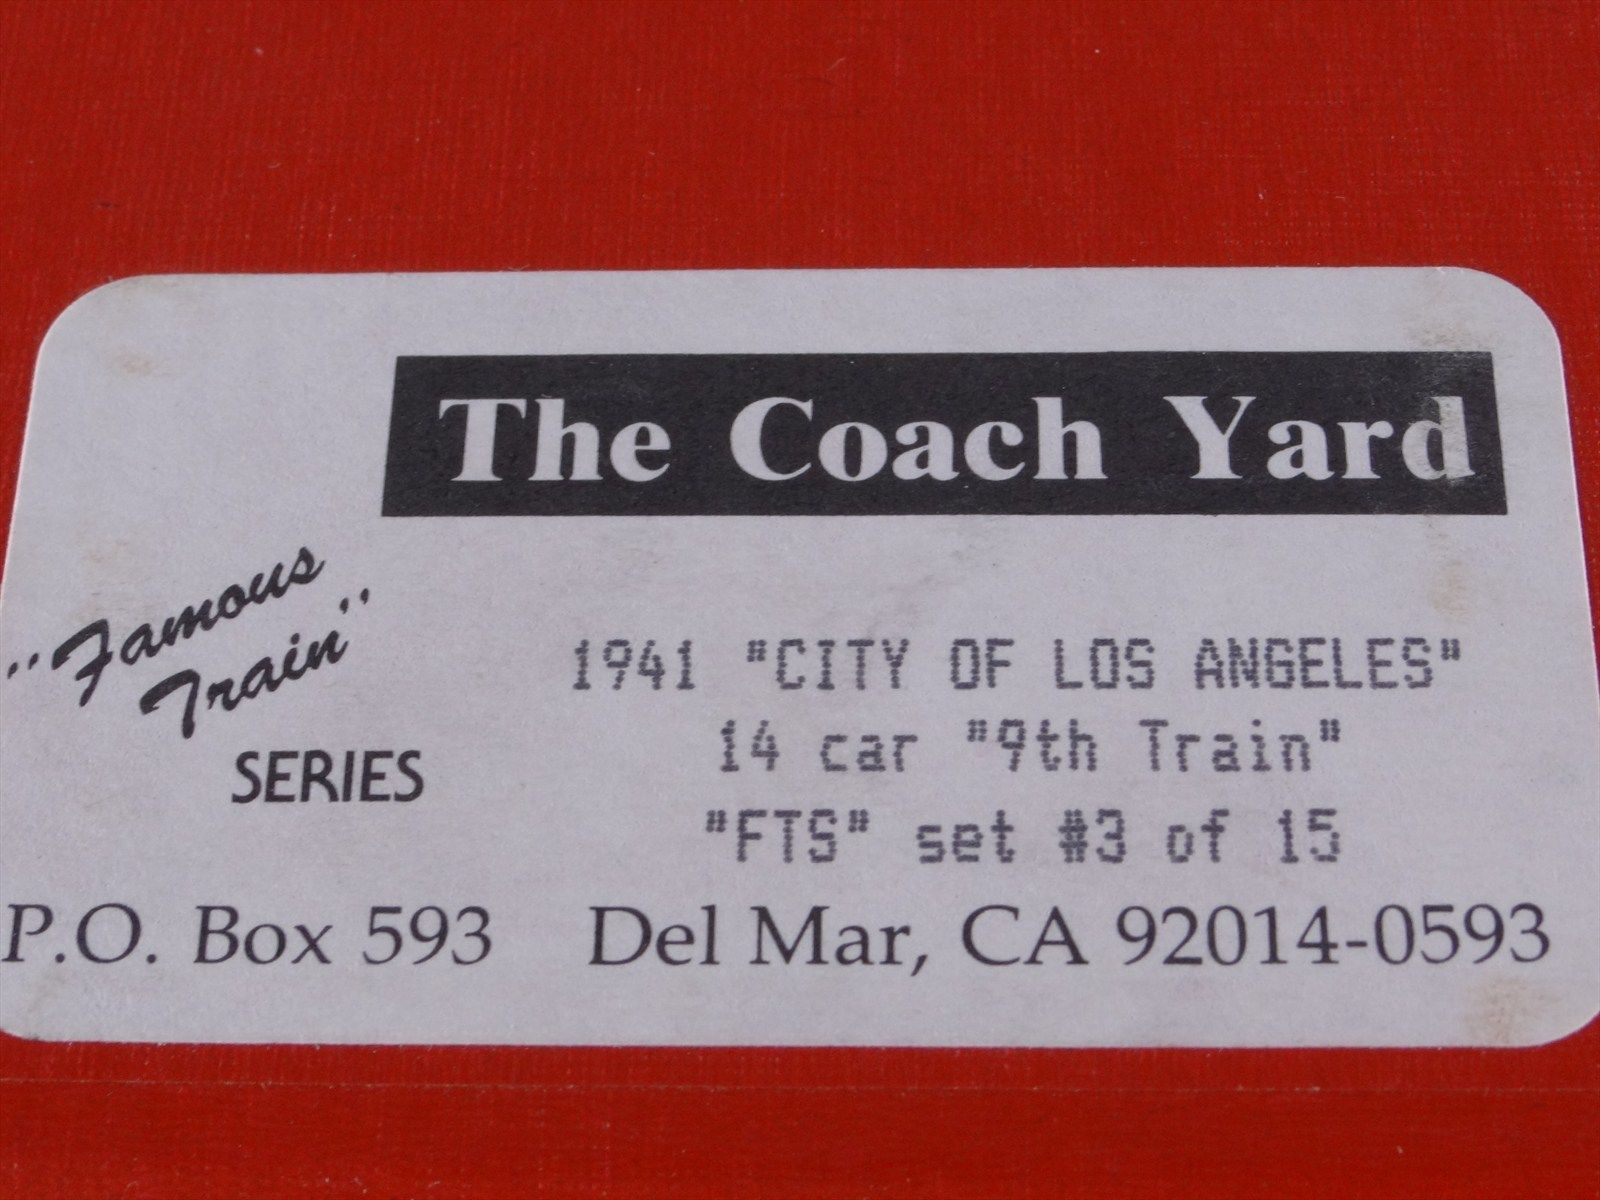 The Coach Yard
"Famous
Train"
SERIES
1941 "CITY OF LOS ANGELES"
14 car "9th Train"
"FTS" set #3 of 15
P.O. Box 593 Del Mar, CA 92014-0593